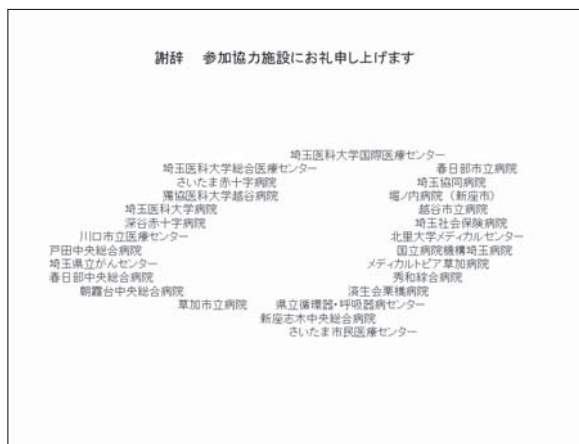 謝辞　参加協力施設にお礼申し上げます
埼玉医科大学国際医療センター
埼玉医科大学総合医療センター　春日部市立病院
さいたま赤十字病院　埼玉協同病院
獨協医科大学越谷病院　堀ノ内病院（新座市）
埼玉医科大学病院　越谷市立病院
深谷赤十字病院　埼玉社会保険病院
川口市立医療センター　北里大学メディカルセンター
戸田中央総合病院　国立病院機構埼玉病院
埼玉県立がんセンター　メディカルトピア草加病院
春日部中央総合病院　秀和綜合病院
朝霞台中央総合病院　済生会栗橋病院
草加市立病院　県立循環器・呼吸器病センター
新座志木中央総合病院
さいたま市民医療センター